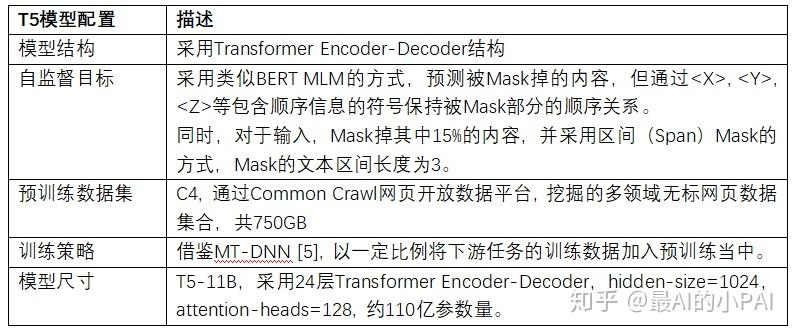 T5模型配置 描述
模型结构 采用Transformer Encoder-Decoder结构
自监督目标 采用类似BERT MLM的方式，预测被Mask掉的内容，但通过<X>, <Y>,
<Z>等包含顺序信息的符号保持被Mask部分的顺序关系。
同时，对于输入，Mask掉其中15%的内容，并采用区间（Span）Mask的
方式，Mask的文本区间长度为3。
预训练数据集 C4, 通过Common Crawl网页开放数据平台, 挖掘的多领域无标网页数据
集合，共750GB
训练策略 借鉴MT-DNN [5], 以一定比例将下游任务的训练数据加入预训练当中。
模型尺寸 T5-11B，采用24层Transformer Encoder-Decoder，hidden-size=1024，
attention-heads=128, 约110亿参数量。
知乎 @最AI的小PAI